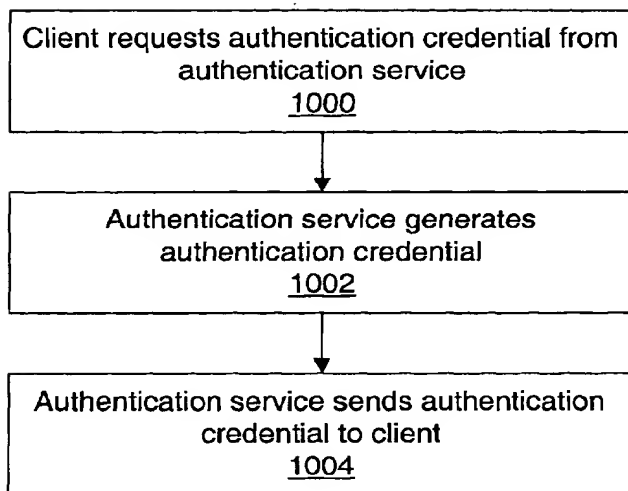 Client requests authentication credential from
authentication service
1000
Authentication service generates
authentication credential
1002
Authentication service sends authentication
credential to client
1004